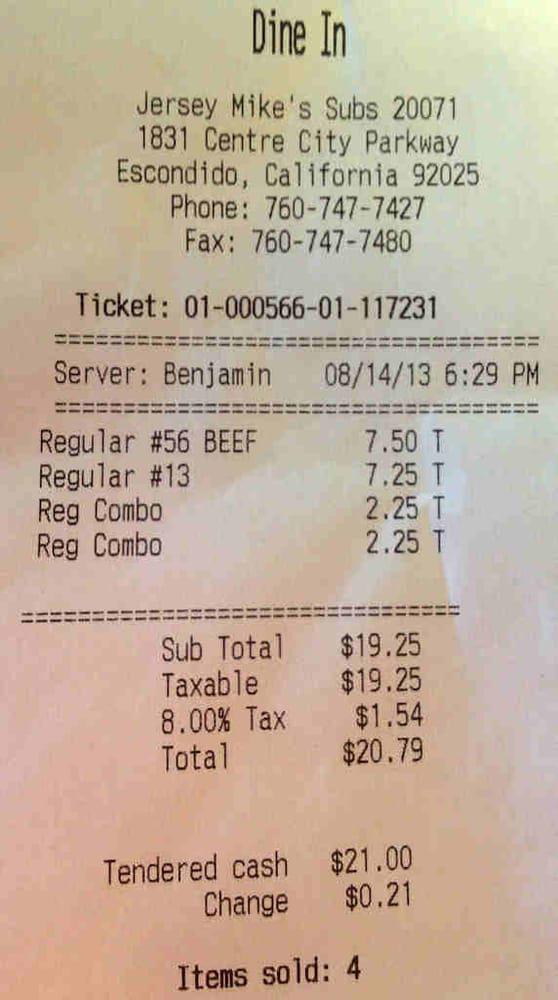 Dine In
Jersey Mike's Subs 20071
1831 Centre City Parkway
Escondido, California 92025
Phone: 760-747-7427
Fax: 760-747-7480
Ticket: 01-000566-01-117231
===================================
Server: Benjamin 08/14/13 6:29 PM
===================================
Regular #56 BEEF 7.50 T
Regular #13 7.25 T
Reg Combo 2.25 T
Reg Combo 2.25 T
================================
Sub Total $19.25
Taxable $19.25
8.00% Tax $1.54
Total $20.79
Tendered cash $21.00
Change $0.21
Items sold: 4